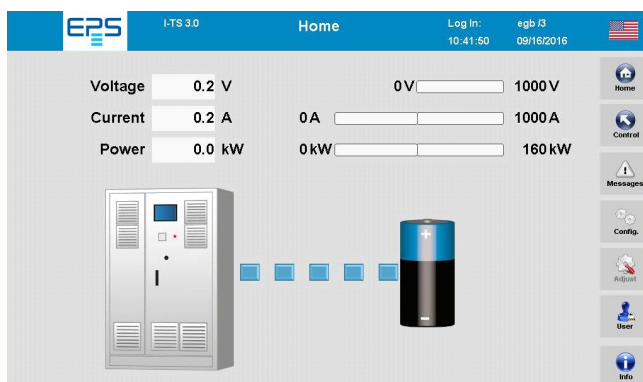 EPS
I-TS 3.0
Home
Log In:
egb /3
10:41:50
09/16/2016
Voltage 0.2 V
0 V 1000 V
Current 0.2 A
0 A 1000 A
Power 0.0 kW
0 kW 160 kW
Home
Control
Messages
Config.
Adjust
User
Info